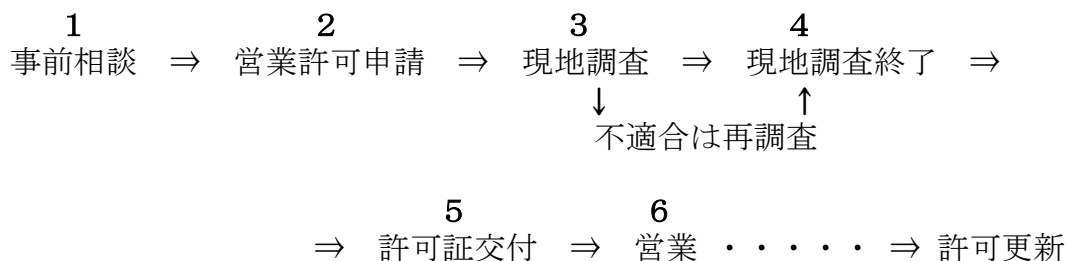 1 2 3 4
事前相談 ⇒ 営業許可申請 ⇒ 現地調査 ⇒ 現地調査終了 ⇒
↓ ↑
不適合は再調査
5 6
⇒ 許可証交付 ⇒ 営業 ・・・・・ ⇒ 許可更新